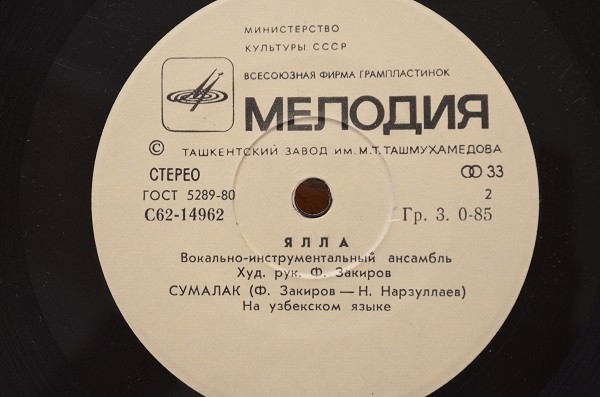 МИНИСТЕРСТВО
КУЛЬТУРЫ СССР
ВСЕСОЮЗНАЯ ФИРМА ГРАМПЛАСТИНОК
МЕЛОДИЯ
© ТАШКЕНТСКИЙ ЗАВОД ИМ. М.Т. ТАШМУХАМЕДОВА
СТЕРЕО 33
ГОСТ 5289-80 2
С62-14962 Гр. 3. 0-85
ЯЛЛА
Вокально-инструментальный ансамбль
Худ. рук. Ф. Закиров
СУМАЛАК (Ф. Закиров — Н. Нарзуллаев)
На узбекском языке